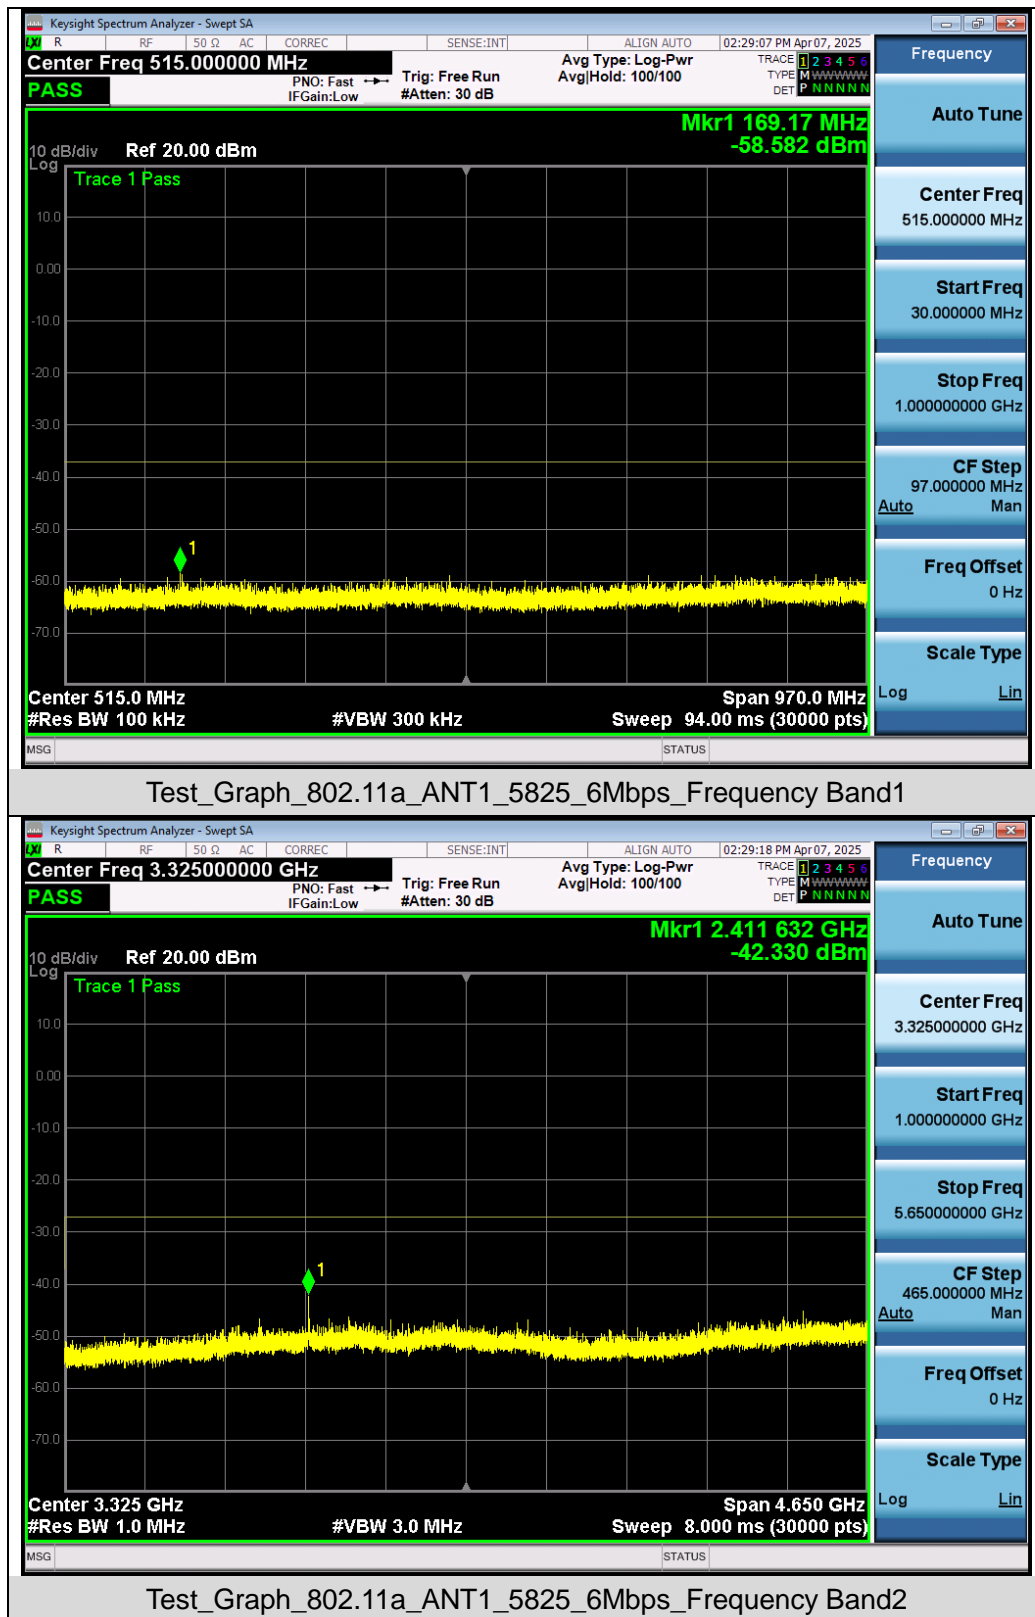 Keysight Spectrum Analyzer - Swept SA
LXI R RF 50 Ω AC CORREC SENSE:INT ALIGN AUTO 02:29:07 PM Apr 07, 2025
Center Freq 515.000000 MHz
PNO: Fast
IFGain:Low
Trig: Free Run
#Atten: 30 dB
Avg Type: Log-Pwr
Avg|Hold: 100/100
TRACE 1 2 3 4 5 6
TYPE M WWWWW
DET P N N N N N
PASS
Mkr1 169.17 MHz
-58.582 dBm
10 dB/div Ref 20.00 dBm
Log
Trace 1 Pass
10.0
0.00
-10.0
-20.0
-30.0
-40.0
-50.0
-60.0
-70.0
1
Center 515.0 MHz Span 970.0 MHz
#Res BW 100 kHz #VBW 300 kHz Sweep 94.00 ms (30000 pts)
MSG STATUS
Frequency
Auto Tune
Center Freq
515.000000 MHz
Start Freq
30.000000 MHz
Stop Freq
1.000000000 GHz
CF Step
97.000000 MHz
Auto Man
Freq Offset
0 Hz
Scale Type
Log Lin
Test_Graph_802.11a_ANT1_5825_6Mbps_Frequency Band1
Keysight Spectrum Analyzer - Swept SA
LXI R RF 50 Ω AC CORREC SENSE:INT ALIGN AUTO 02:29:18 PM Apr 07, 2025
Center Freq 3.325000000 GHz
PNO: Fast
IFGain:Low
Trig: Free Run
#Atten: 30 dB
Avg Type: Log-Pwr
Avg|Hold: 100/100
TRACE 1 2 3 4 5 6
TYPE M WWWWW
DET P N N N N N
PASS
Mkr1 2.411 632 GHz
-42.330 dBm
10 dB/div Ref 20.00 dBm
Log
Trace 1 Pass
10.0
0.00
-10.0
-20.0
-30.0
-40.0
-50.0
-60.0
-70.0
1
Center 3.325 GHz Span 4.650 GHz
#Res BW 1.0 MHz #VBW 3.0 MHz Sweep 8.000 ms (30000 pts)
MSG STATUS
Frequency
Auto Tune
Center Freq
3.325000000 GHz
Start Freq
1.000000000 GHz
Stop Freq
5.650000000 GHz
CF Step
465.000000 MHz
Auto Man
Freq Offset
0 Hz
Scale Type
Log Lin
Test_Graph_802.11a_ANT1_5825_6Mbps_Frequency Band2